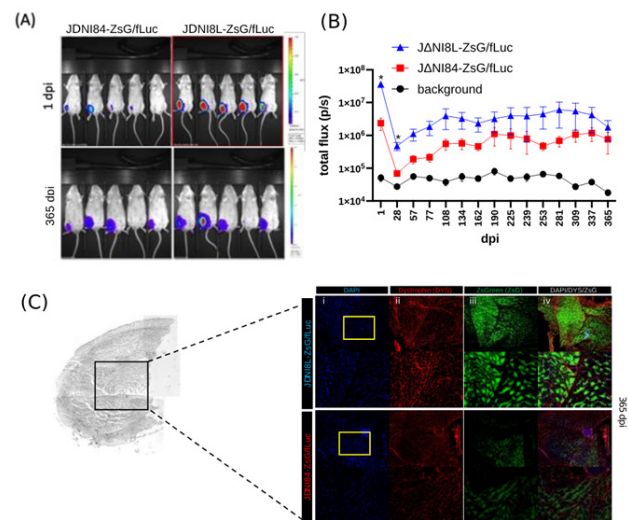 (A)
JDNI84-ZsG/fLuc
JDNI8L-ZsG/fLuc
1 dpi
365 dpi
(B)
JΔNI8L-ZsG/fLuc
JΔNI84-ZsG/fLuc
background
total flux (p/s)
1×10⁸
1×10⁷
1×10⁶
1×10⁵
1×10⁴
* *
1 28 57 77 108 134 162 190 225 239 253 281 309 337 365
dpi
(C)
DAPI
Dystrophin (DYS)
ZsGreen (ZsG)
DAPI/DYS/ZsG
i ii iii iv
JDNI8L-ZsG/fLuc
JDNI84-ZsG/fLuc
365 dpi